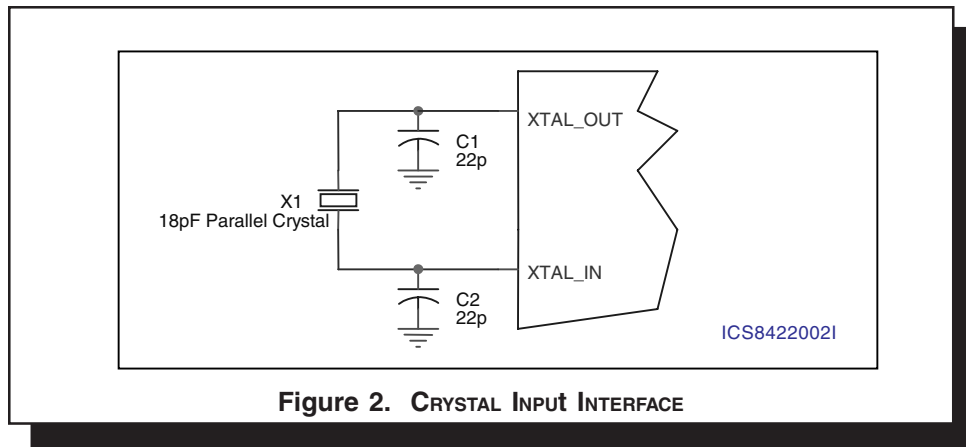 XTAL_OUT
C1
22p
X1
18pF Parallel Crystal
XTAL_IN
C2
22p
ICS8422002I
Figure 2. CRYSTAL INPUt INTERFACE